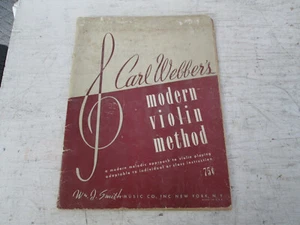 Carl Webber's
modern
violin
method
a modern melodic approach to violin playing
adaptable to individual or class instruction
75¢
Wm J. Smith MUSIC CO. INC. NEW YORK, N.Y.